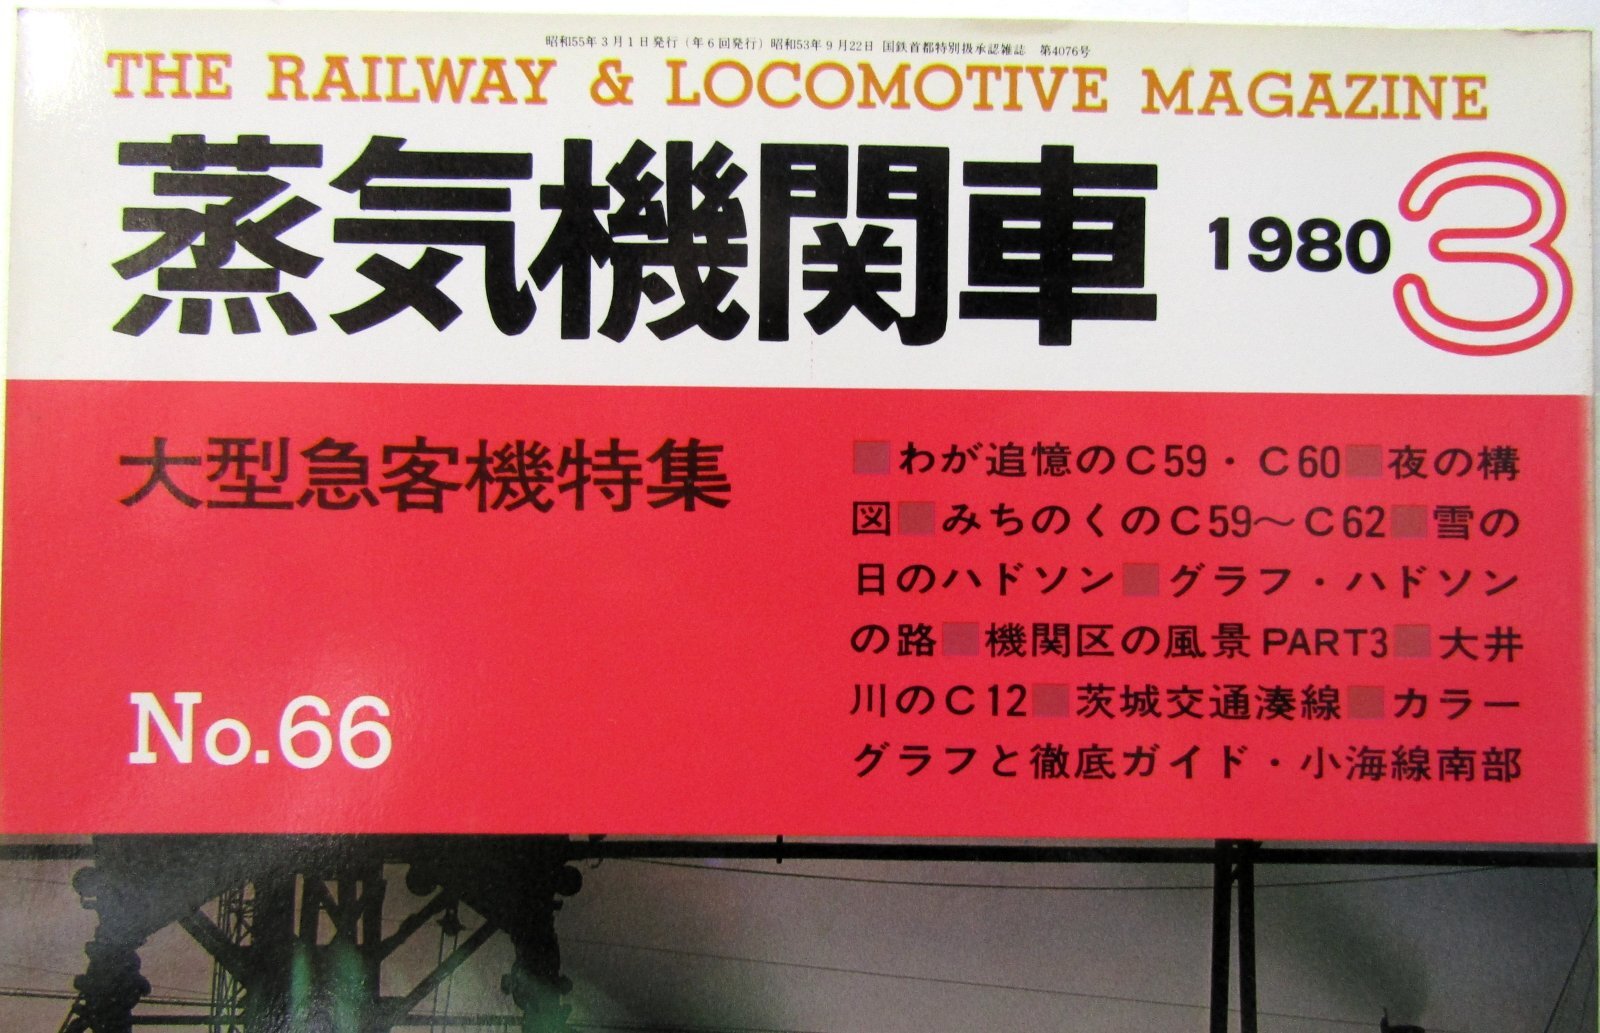 昭和55年3月1日発行(年6回発行)昭和53年9月22日 国鉄首都特別扱承認雑誌 第4076号
THE RAILWAY & LOCOMOTIVE MAGAZINE
蒸気機関車 1980 3
大型急客機特集
No.66
■わが追憶のC59・C60■夜の構
図■みちのくのC59〜C62■雪の
日のハドソン■グラフ・ハドソン
の路■機関区の風景PART3■大井
川のC12■茨城交通湊線■カラー
グラフと徹底ガイド・小海線南部